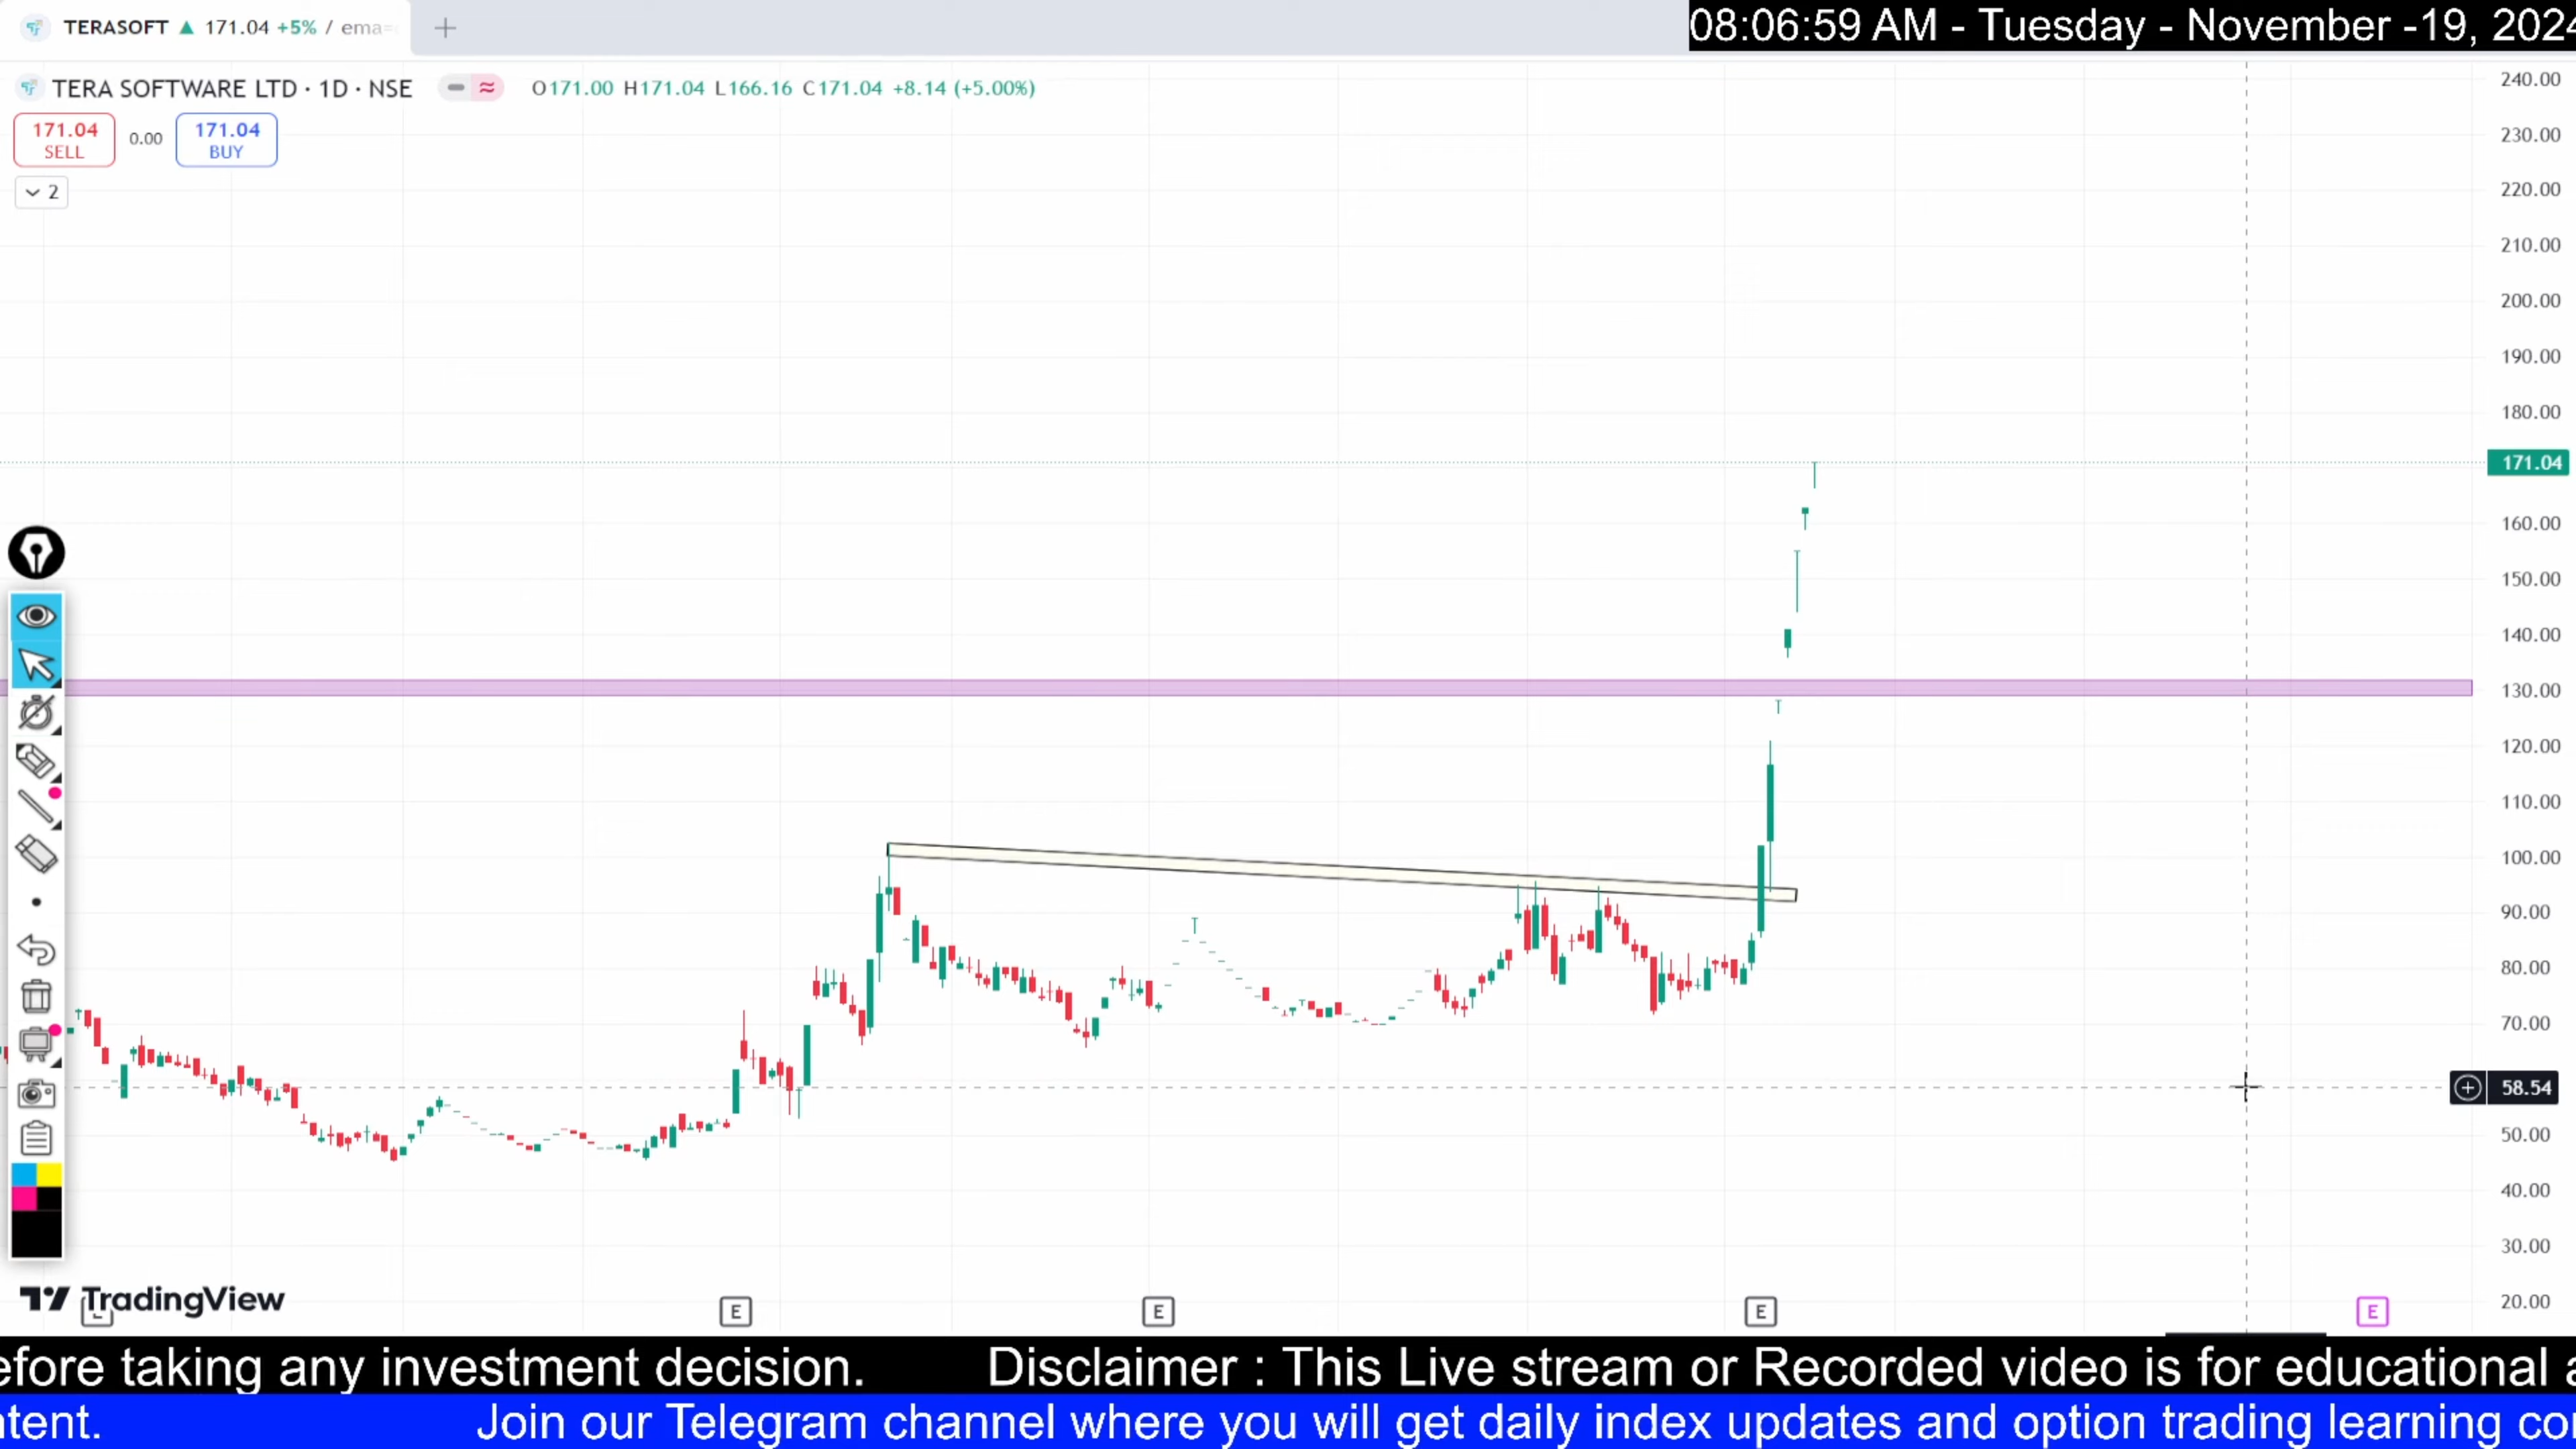 TERASOFT ▲ 171.04 +5% / ema=
08:06:59 AM - Tuesday - November -19, 2024
TERA SOFTWARE LTD · 1D · NSE
O171.00 H171.04 L166.16 C171.04 +8.14 (+5.00%)
171.04
SELL
0.00
171.04
BUY
2
240.00
230.00
220.00
210.00
200.00
190.00
180.00
171.04
160.00
150.00
140.00
130.00
120.00
110.00
100.00
90.00
80.00
70.00
58.54
50.00
40.00
30.00
20.00
TradingView
E
E
E
E
efore taking any investment decision. Disclaimer : This Live stream or Recorded video is for educational a
ntent. Join our Telegram channel where you will get daily index updates and option trading learning co